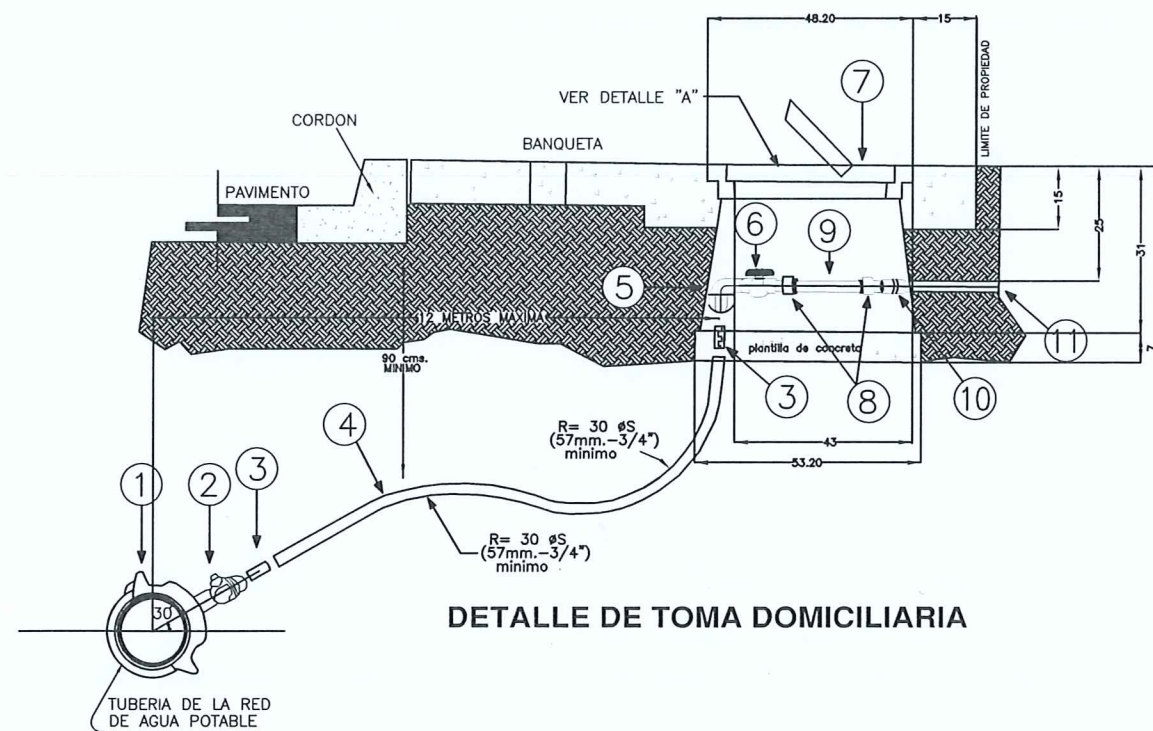 48.20
15
LIMITE DE PROPIEDAD
VER DETALLE "A"
7
CORDON
BANQUETA
PAVIMENTO
15
25
31
6
9
5
12 METROS MAXIMA
90 cms.
MINIMO
plantilla de concreto
3
8
10
11
7
43
53.20
R= 30 øS
(57mm.-3/4")
minimo
4
1
2
3
R= 30 øS
(57mm.-3/4")
minimo
30
DETALLE DE TOMA DOMICILIARIA
TUBERIA DE LA RED
DE AGUA POTABLE